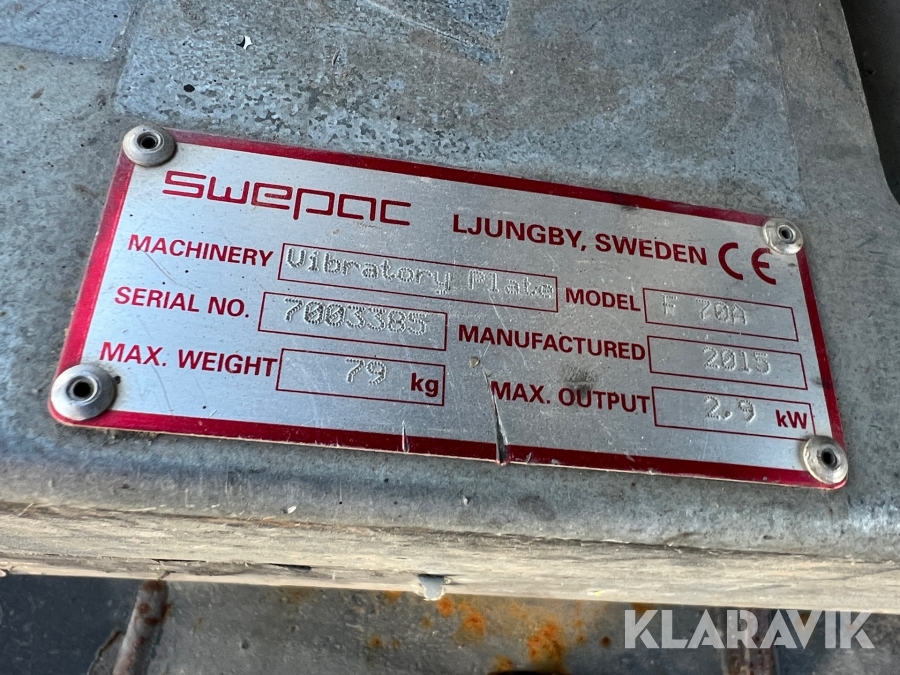 swepac LJUNGBY, SWEDEN CE
MACHINERY Vibratory Plate MODEL F 70A
SERIAL NO. 7003385 MANUFACTURED 2015
MAX. WEIGHT 79 kg MAX. OUTPUT 2,9 kW
KLARAVIK